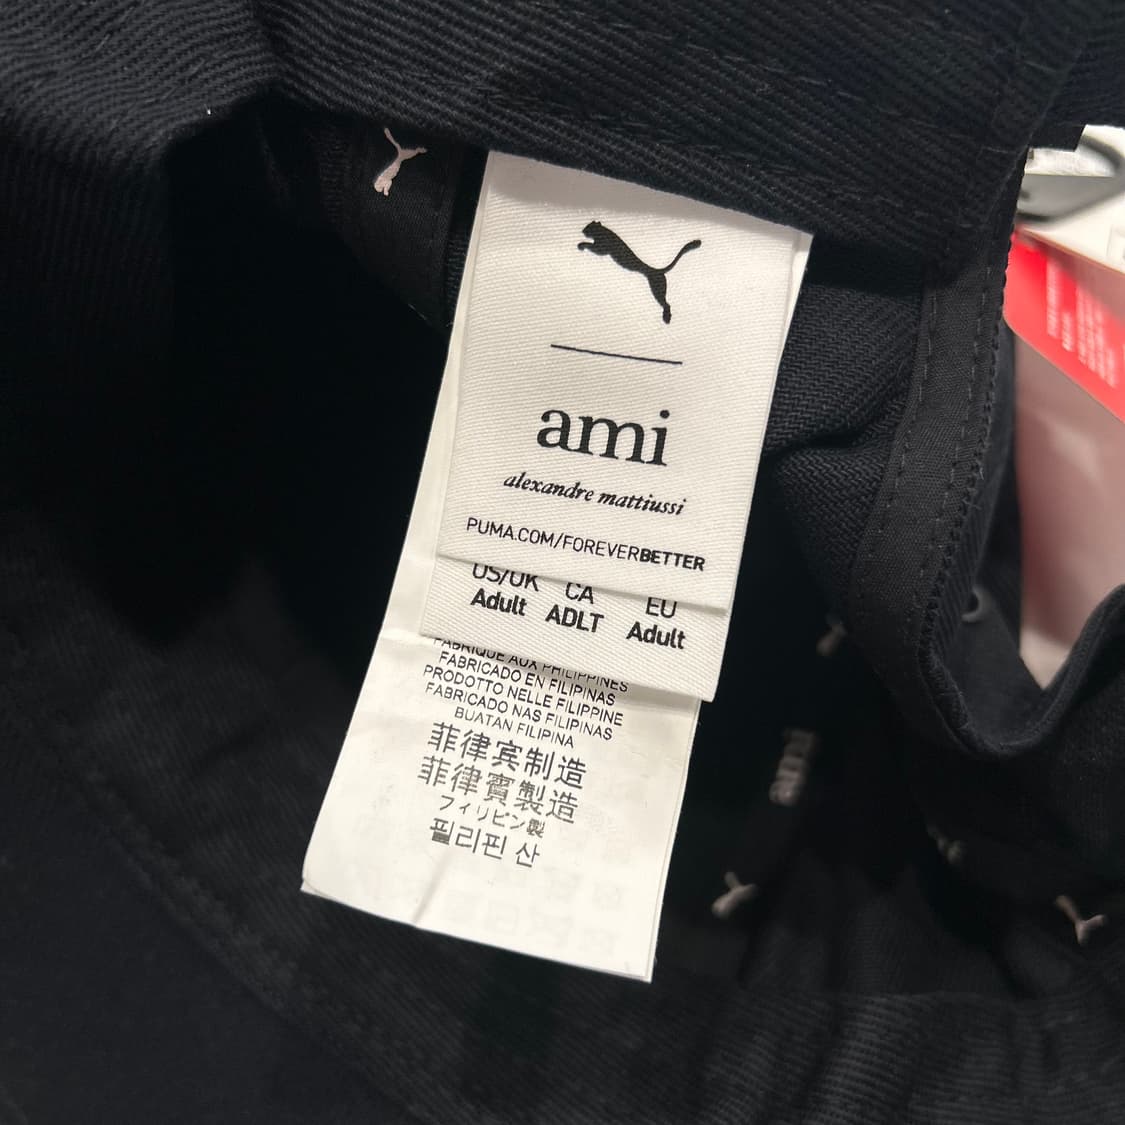 ami
alexandre mattiussi
PUMA.COM/FOREVERBETTER
US/UK CA EU
Adult ADLT Adult
FABRIQUÉ AUX PHILIPPINES
FABRICADO EN FILIPINAS
PRODOTTO NELLE FILIPPINE
FABRICADO NAS FILIPINAS
BUATAN FILIPINA
菲律宾制造
菲律賓製造
フィリピン製
필리핀 산
ami